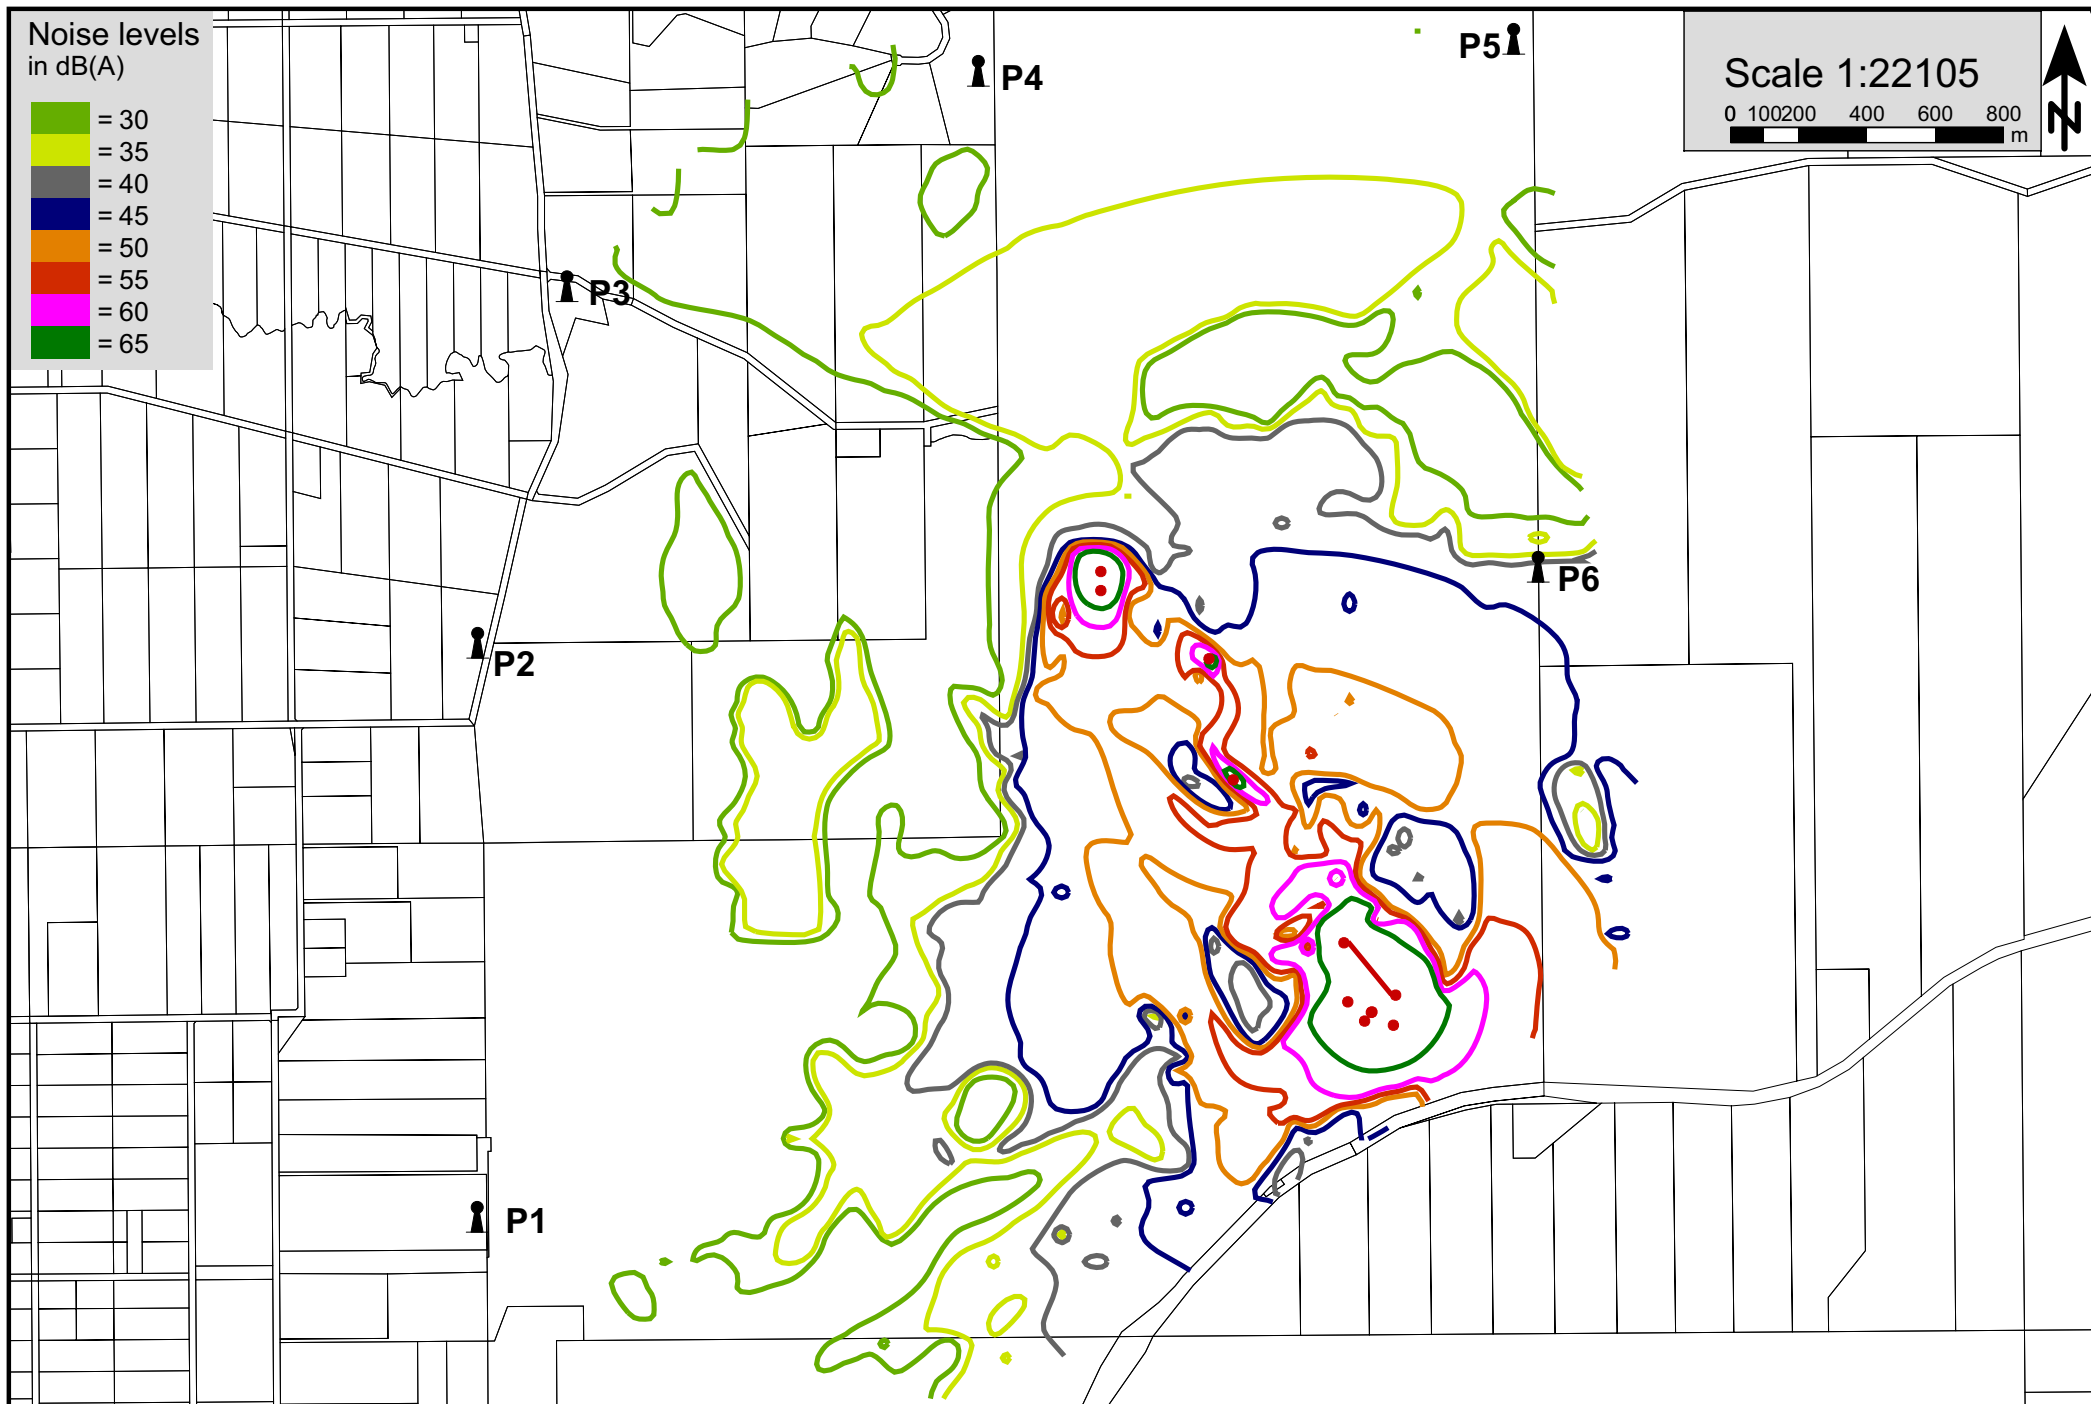 Noise levels
in dB(A)
= 30
= 35
= 40
= 45
= 50
= 55
= 60
= 65
P5
P4
Scale 1:22105
0 100200 400 600 800
m
N
P3
P6
P2
P1